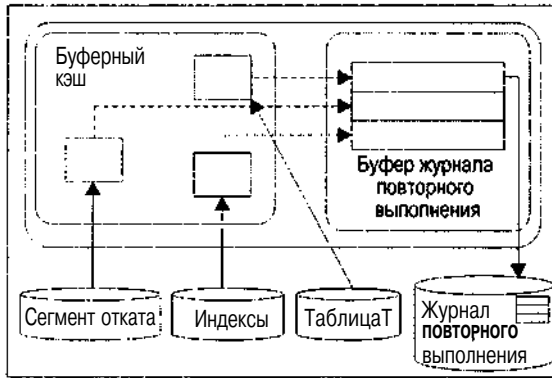 Буферный
кэш
Буфер журнала
повторного
выполнения
Сегмент отката
Индексы
ТаблицаТ
Журнал
повторного
выполнения